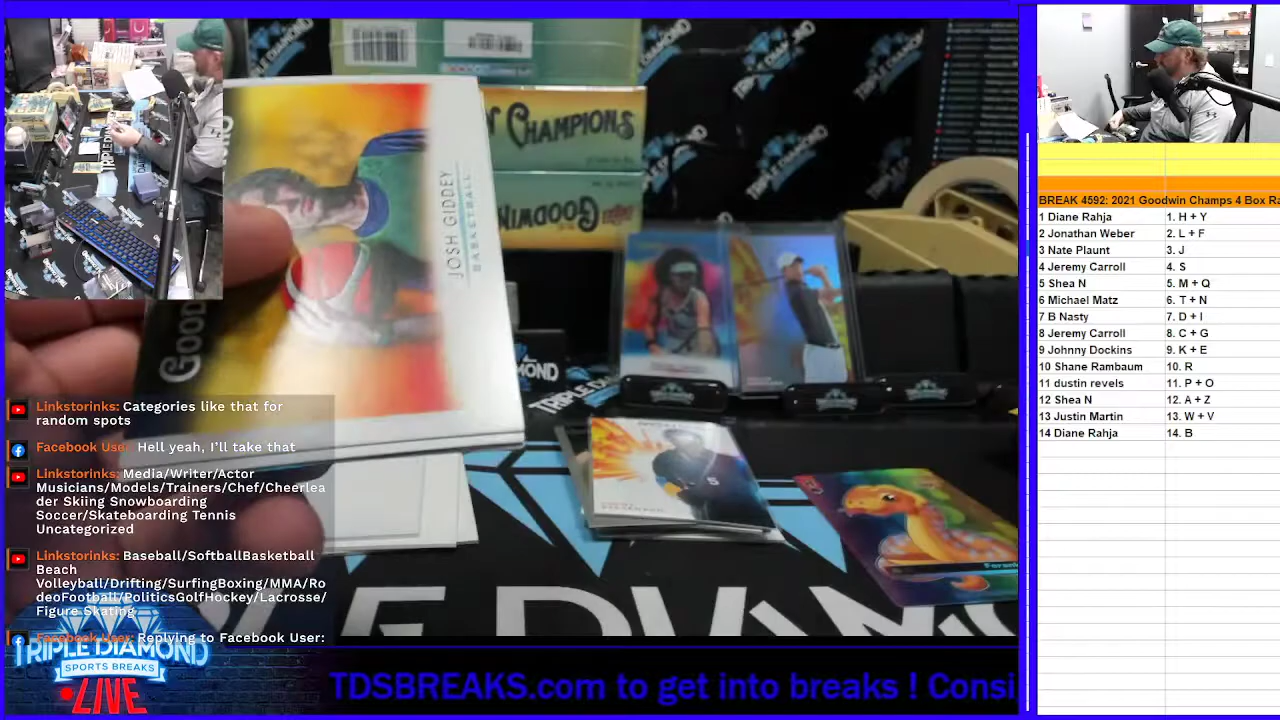 CHAMPIONS
GOODWIN
JOSH GIDDEY
BASKETBALL
GOOD
Linkstorinks: Categories like that for
random spots
Facebook Use Hell yeah, I'll take that
Linkstorinks: Media/Writer/Actor
Musicians/Models/Trainers/Chef/Cheerlea
der Skiing Snowboarding
Soccer/Skateboarding Tennis
Uncategorized
Linkstorinks: Baseball/SoftballBasketball
Beach
Volleyball/Drifting/SurfingBoxing/MMA/Ro
deoFootball/PoliticsGolfHockey/Lacrosse/
Figure Skating
Facebook User: Replying to Facebook User:
TRIPLE DIAMOND
SPORTS BREAKS
LIVE
TDSBREAKS.com to get into breaks ! Consi
BREAK 4592: 2021 Goodwin Champs 4 Box Ra
1 Diane Rahja 1. H + Y
2 Jonathan Weber 2. L + F
3 Nate Plaunt 3. J
4 Jeremy Carroll 4. S
5 Shea N 5. M + Q
6 Michael Matz 6. T + N
7 B Nasty 7. D + I
8 Jeremy Carroll 8. C + G
9 Johnny Dockins 9. K + E
10 Shane Rambaum 10. R
11 dustin revels 11. P + O
12 Shea N 12. A + Z
13 Justin Martin 13. W + V
14 Diane Rahja 14. B